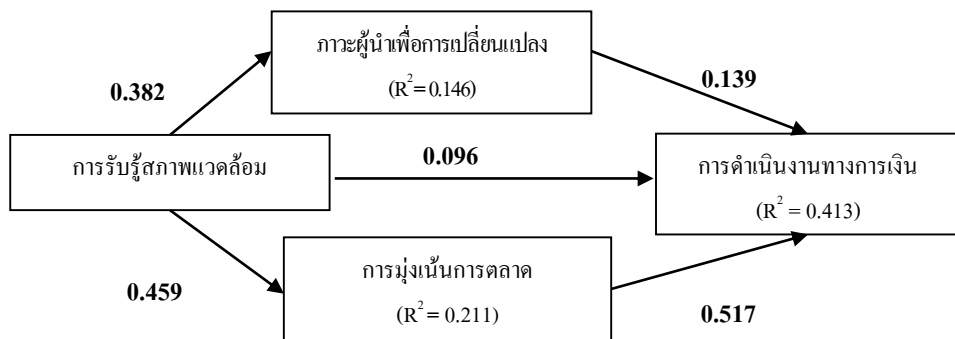 ภาวะผู้นำเพื่อการเปลี่ยนแปลง
(R²= 0.146)
0.382
0.139
การรับรู้สภาพแวดล้อม
0.096
การดำเนินงานทางการเงิน
(R² = 0.413)
การมุ่งเน้นการตลาด
(R²= 0.211)
0.459
0.517